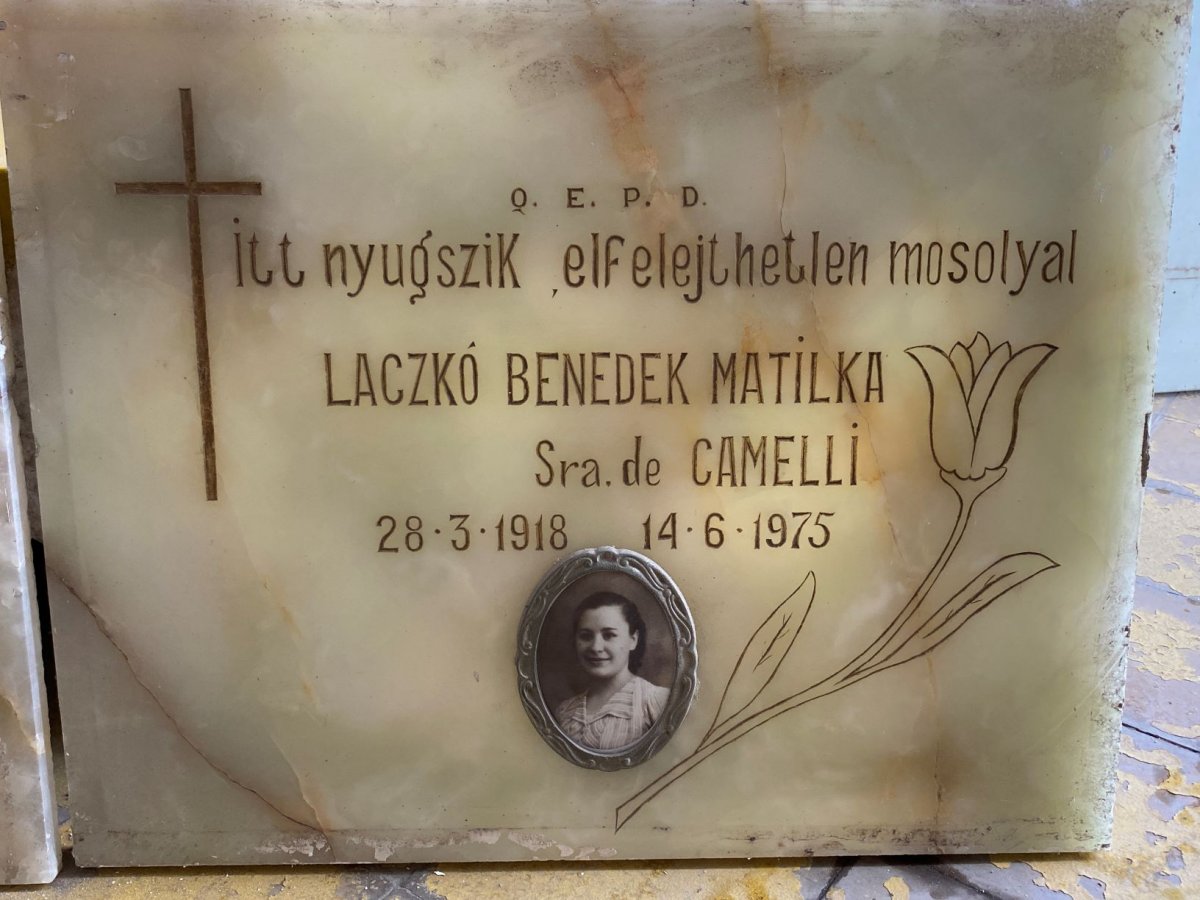 Q. E. P. D.
itt nyugsziK ,elfelejthetlen mosolyal
LACZKÓ BENEDEK MATILKA
Sra. de CAMELLI
28·3·1918 14·6·1975